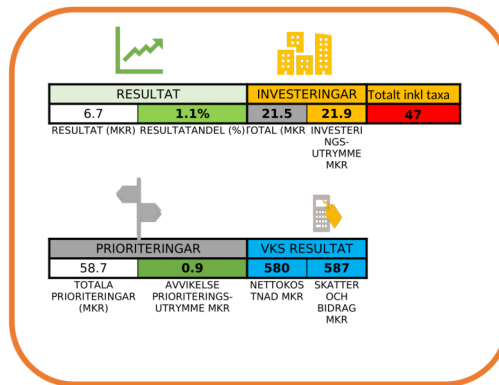 RESULTAT INVESTERINGAR Totalt inkl taxa
6.7 1.1% 21.5 21.9 47
RESULTAT (MKR) RESULTATANDEL (%) TOTAL (MKR INVESTERI
NGS-
UTRYMME
MKR
PRIORITERINGAR VKS RESULTAT
58.7 0.9 580 587
TOTALA AVVIKELSE NETTOKOS SKATTER
PRIORITERINGAR PRIORITERINGS- TNAD MKR OCH
(MKR) UTRYMME MKR BIDRAG
MKR